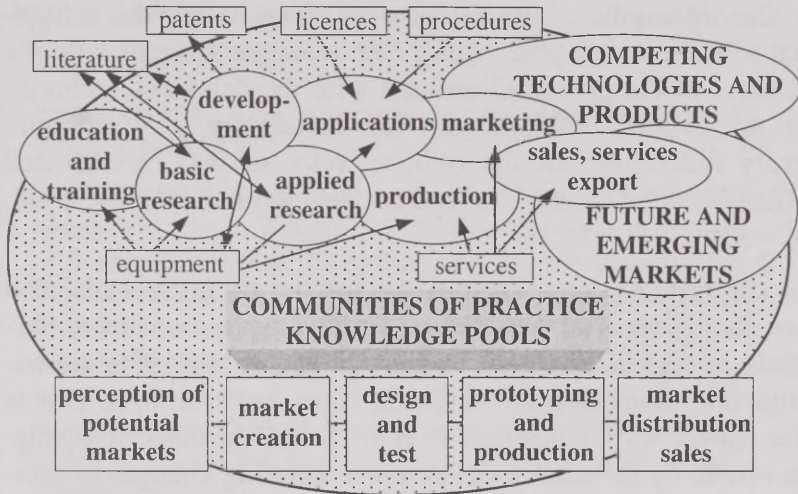 patents
licences
procedures
literature
COMPETING
TECHNOLOGIES AND
PRODUCTS
develop-
ment
applications
marketing
education
and
training
basic
research
applied
research
production
sales, services
export
FUTURE AND
EMERGING
MARKETS
equipment
services
COMMUNITIES OF PRACTICE
KNOWLEDGE POOLS
perception of
potential
markets
market
creation
design
and
test
prototyping
and
production
market
distribution
sales